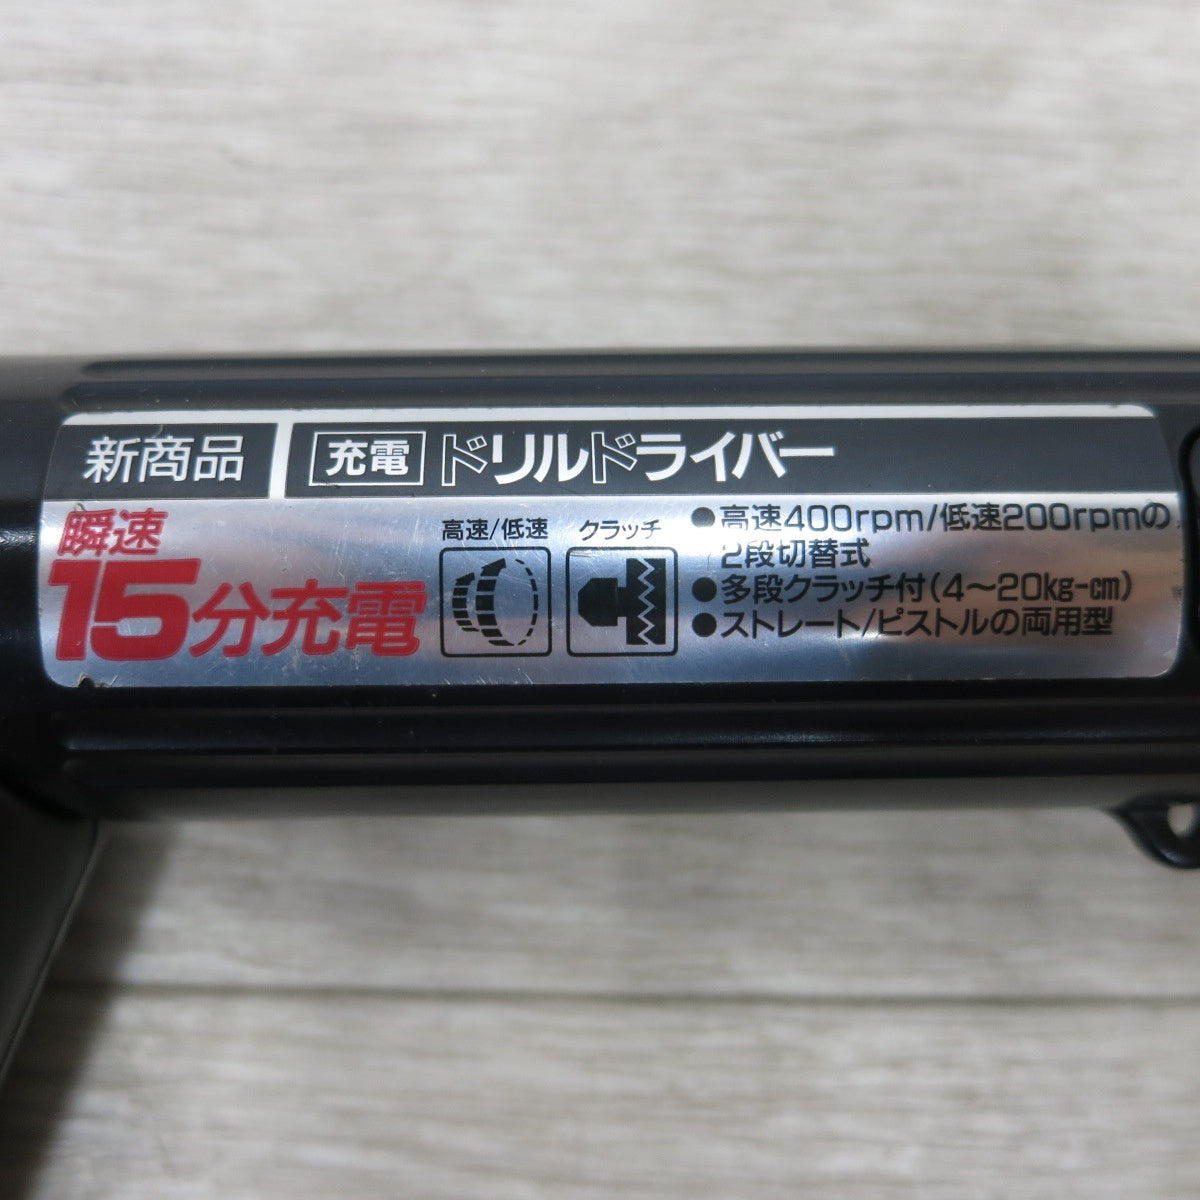 新商品
充電 ドリルドライバー
瞬速
15分充電
高速/低速
クラッチ
●高速400rpm/低速200rpmの
2段切替式
●多段クラッチ付(4〜20kg-cm)
●ストレート/ピストルの両用型